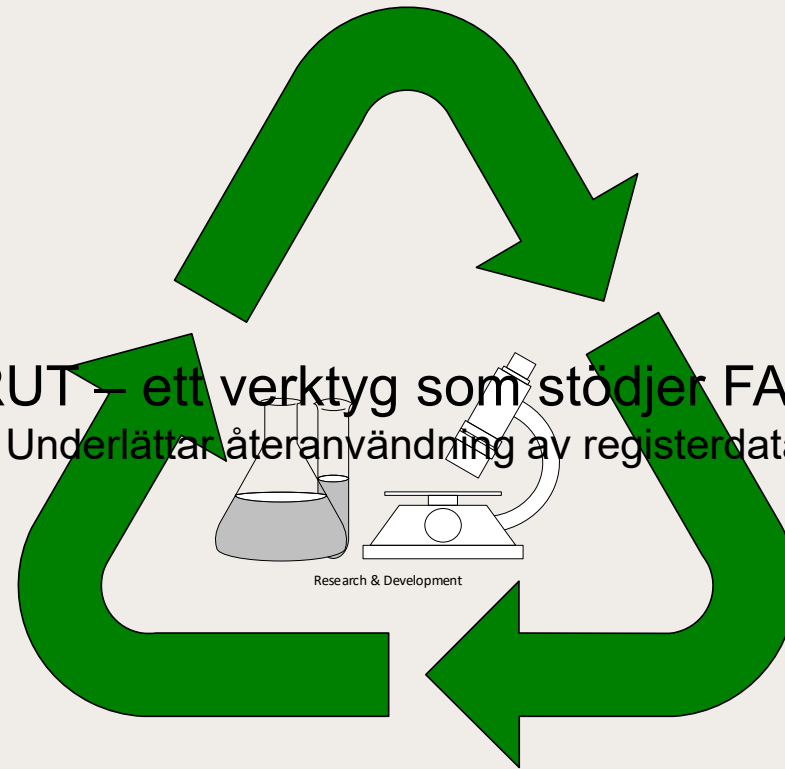 RUT – ett verktyg som stödjer FA
Underlättar återanvändning av registerdata
Research & Development